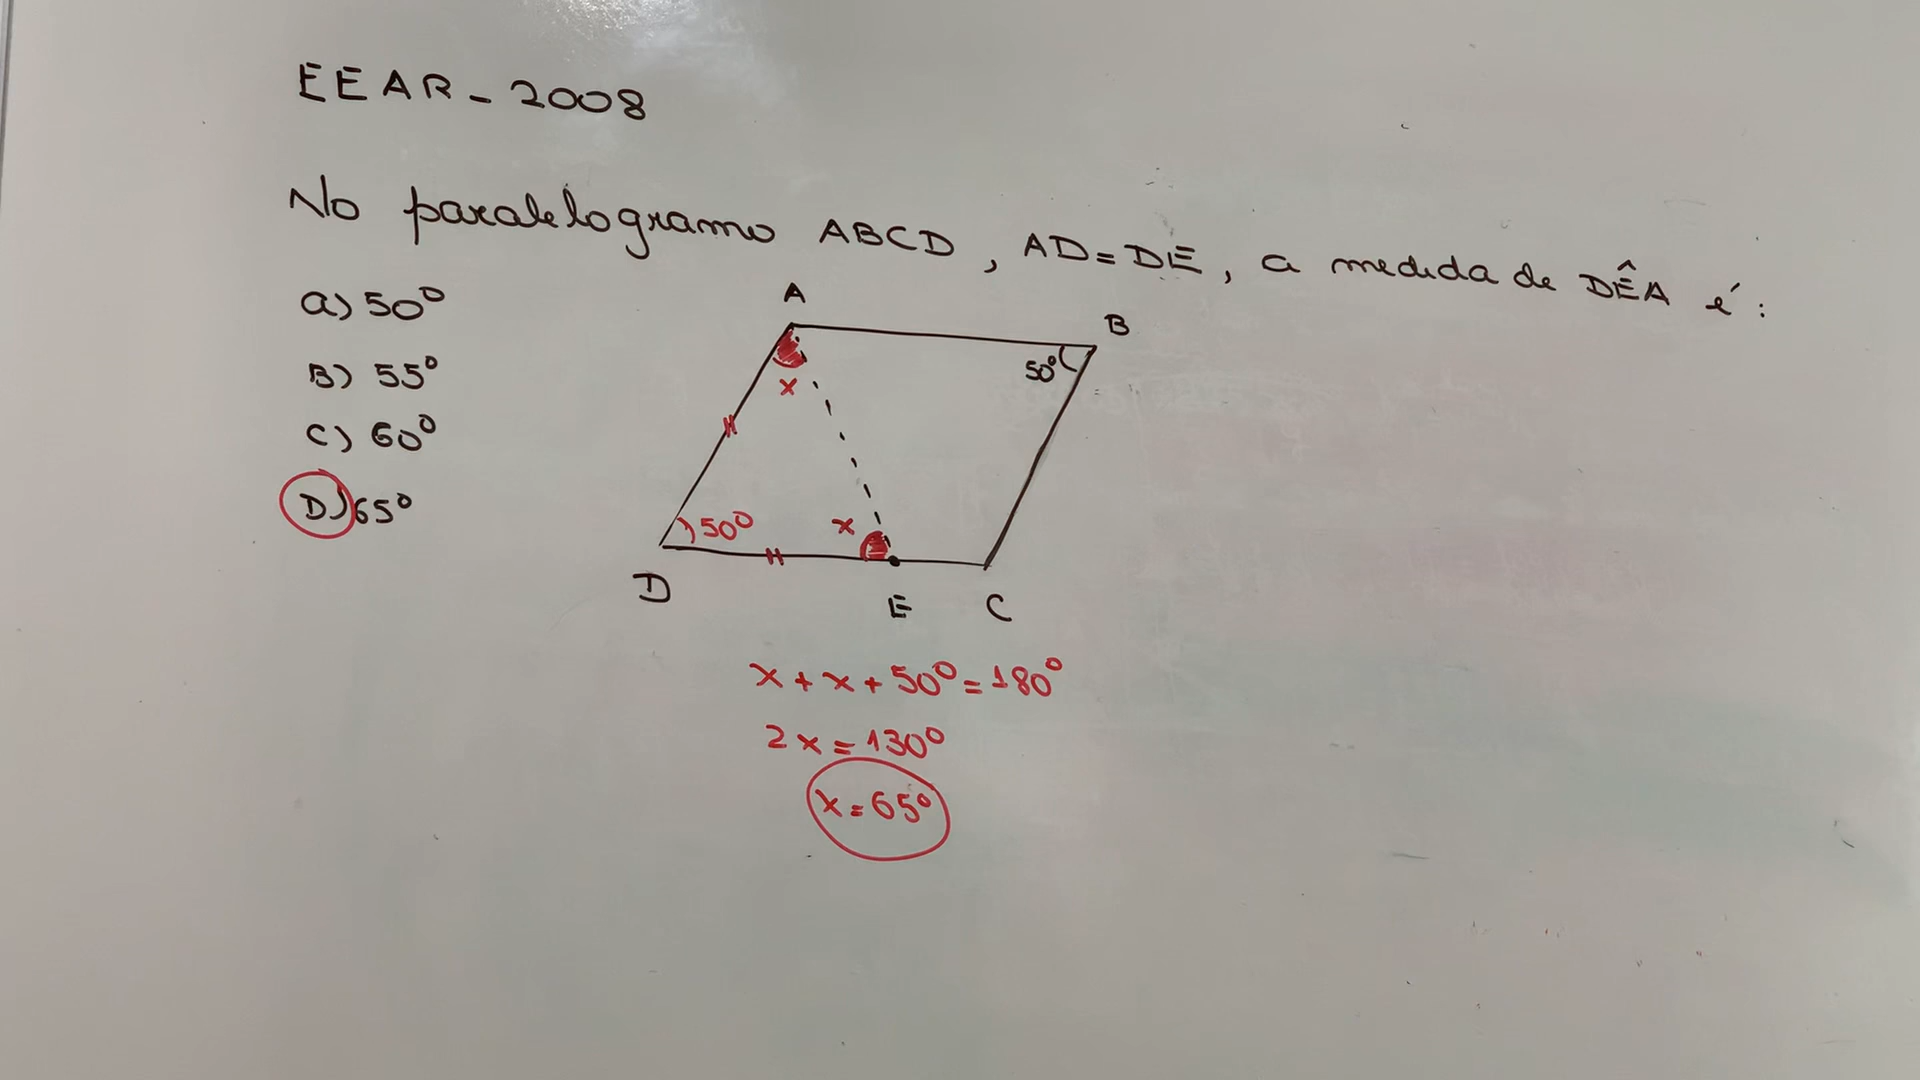 EEAR - 2008
No paralelogramo ABCD, AD=DE, a medida de DÊA é:
a) 50°
B) 55°
C) 60°
D) 65°
A
B
50°
x
50°
x
D
E
C
x + x + 50° = 180°
2x = 130°
x = 65°